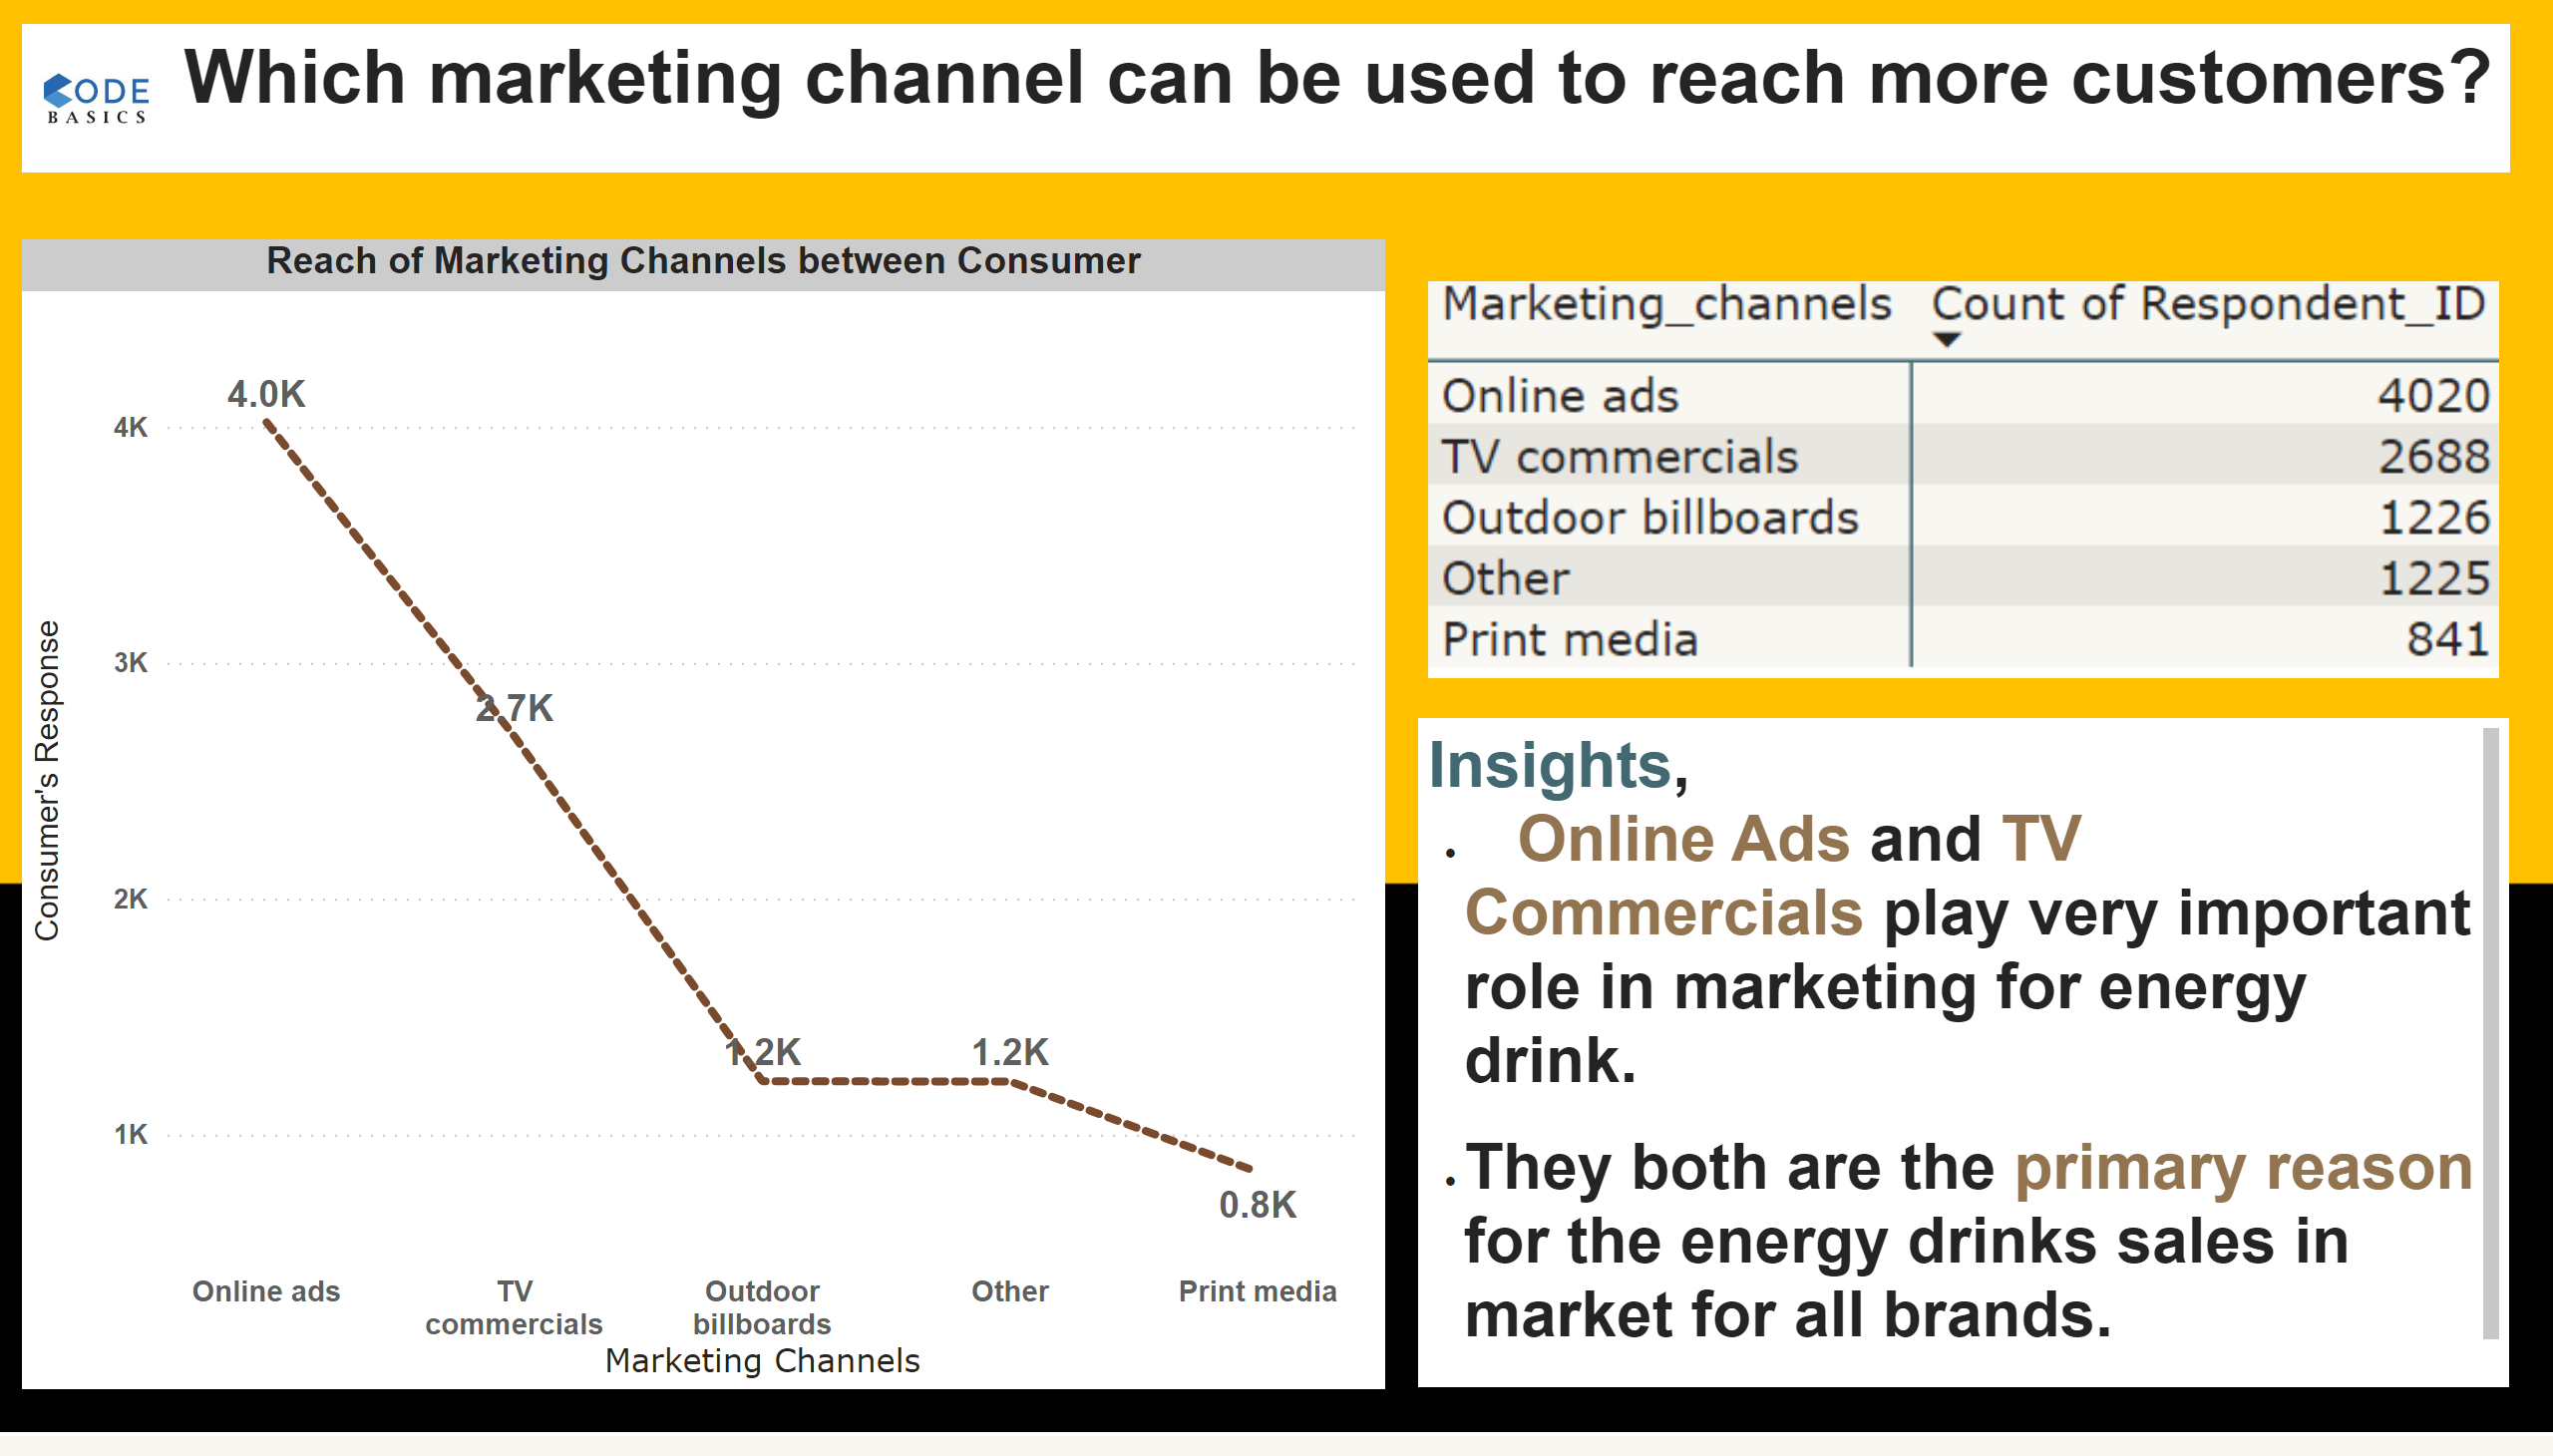 CODE
BASICS
Which marketing channel can be used to reach more customers?
Reach of Marketing Channels between Consumer
Consumer's Response
4K
3K
2K
1K
4.0K
2.7K
1.2K
1.2K
0.8K
Online ads
TV
commercials
Outdoor
billboards
Other
Print media
Marketing Channels
Marketing_channels Count of Respondent_ID
Online ads 4020
TV commercials 2688
Outdoor billboards 1226
Other 1225
Print media 841
Insights,
• Online Ads and TV
Commercials play very important
role in marketing for energy
drink.
• They both are the primary reason
for the energy drinks sales in
market for all brands.